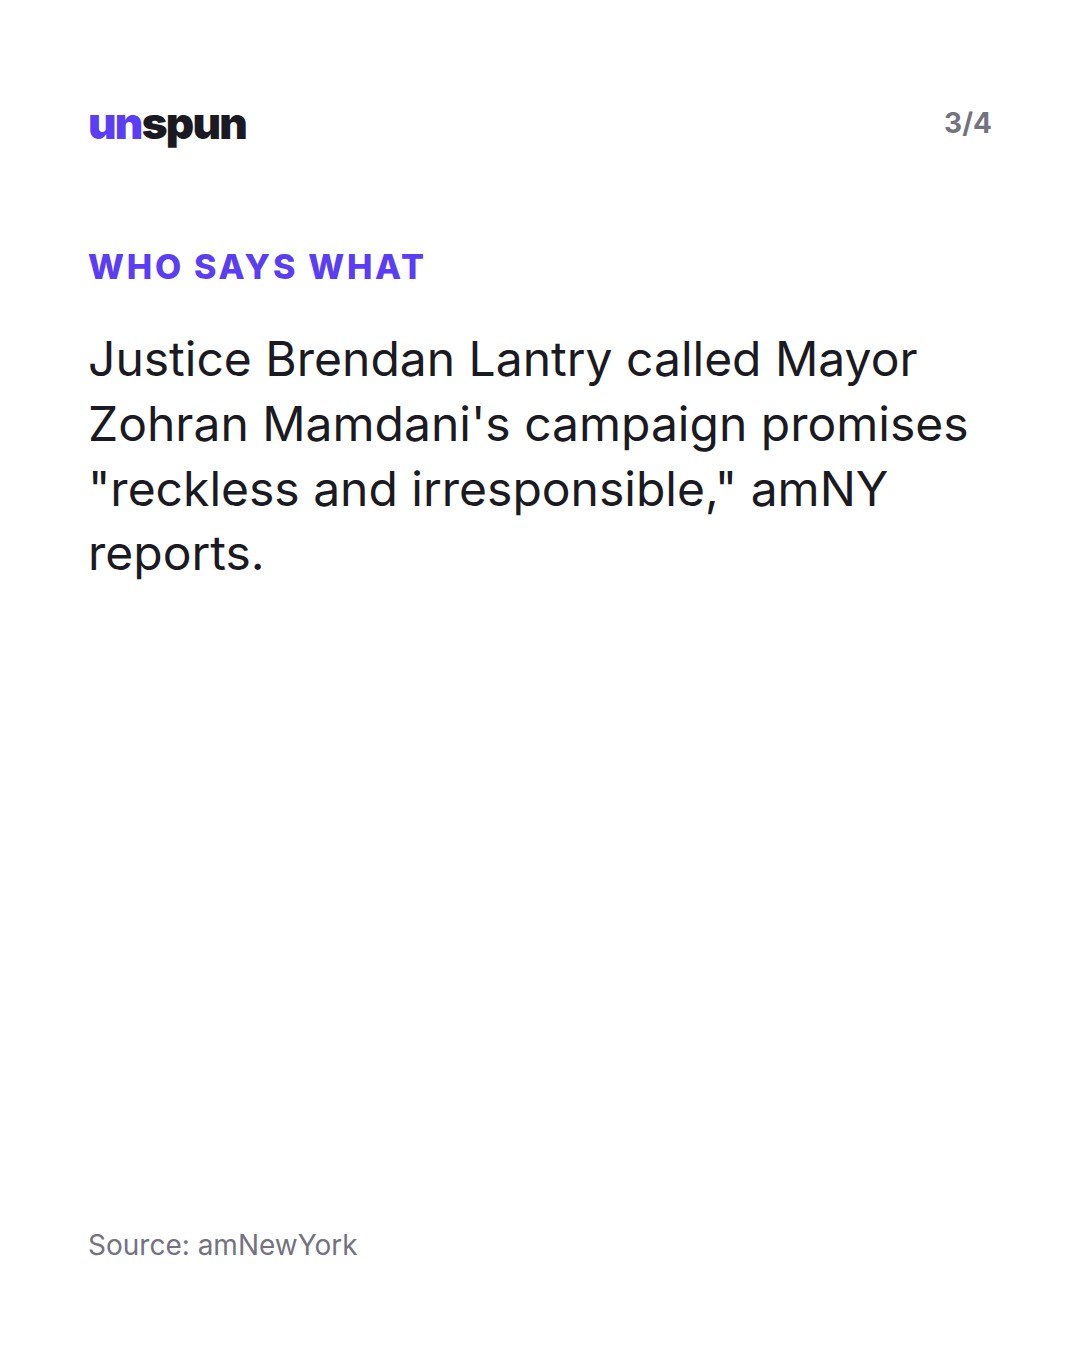 unspun
3/4
WHO SAYS WHAT
Justice Brendan Lantry called Mayor
Zohran Mamdani's campaign promises
"reckless and irresponsible," amNY
reports.
Source: amNewYork